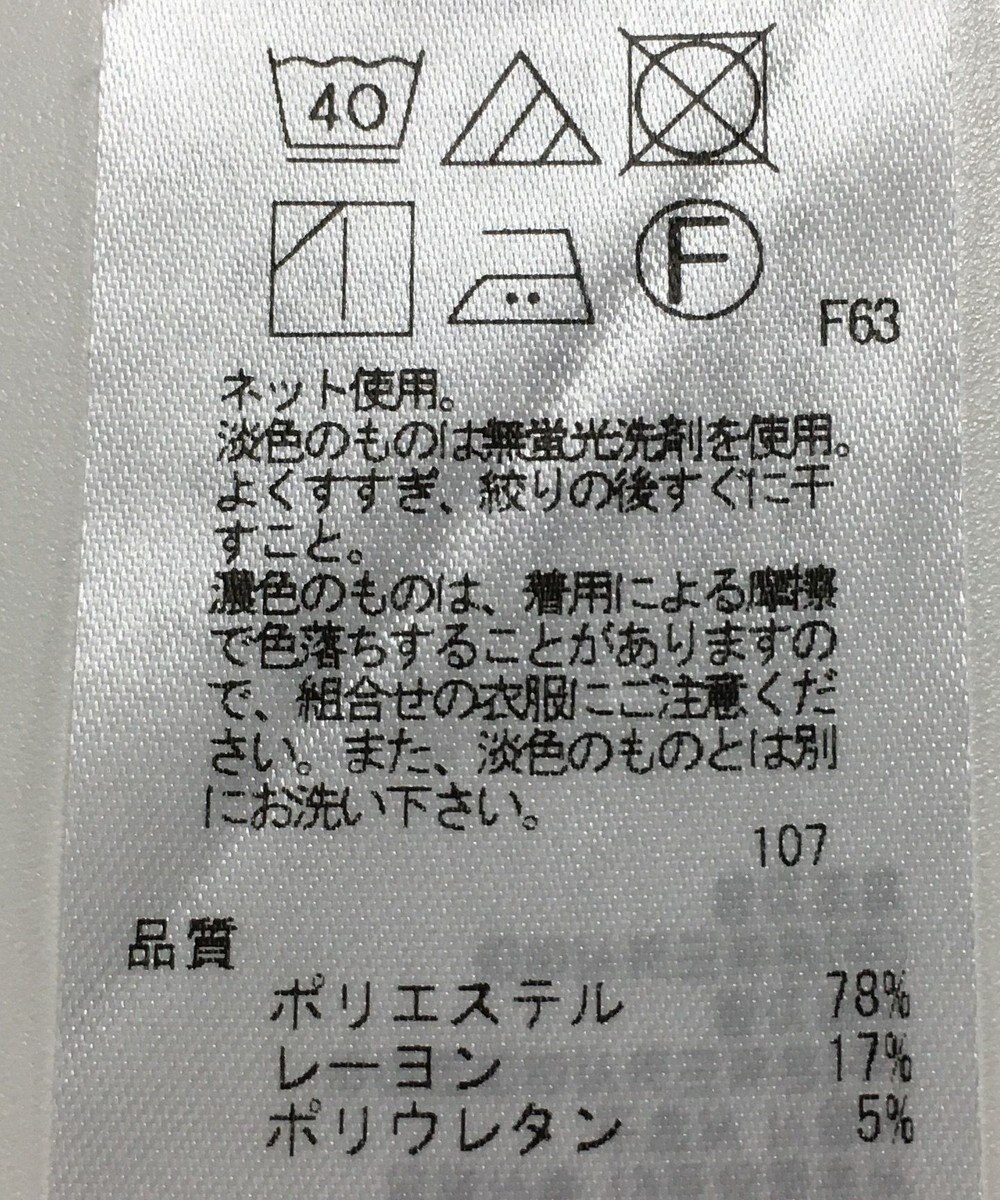 40
F
F63
ネット使用。
淡色のものは無蛍光洗剤を使用。
よくすすぎ、絞りの後すぐに干
すこと。
濃色のものは、着用による摩擦
で色落ちすることがありますの
で、組合せの衣服にご注意くだ
さい。また、淡色のものとは別
にお洗い下さい。
107
品質
ポリエステル 78%
レーヨン 17%
ポリウレタン 5%